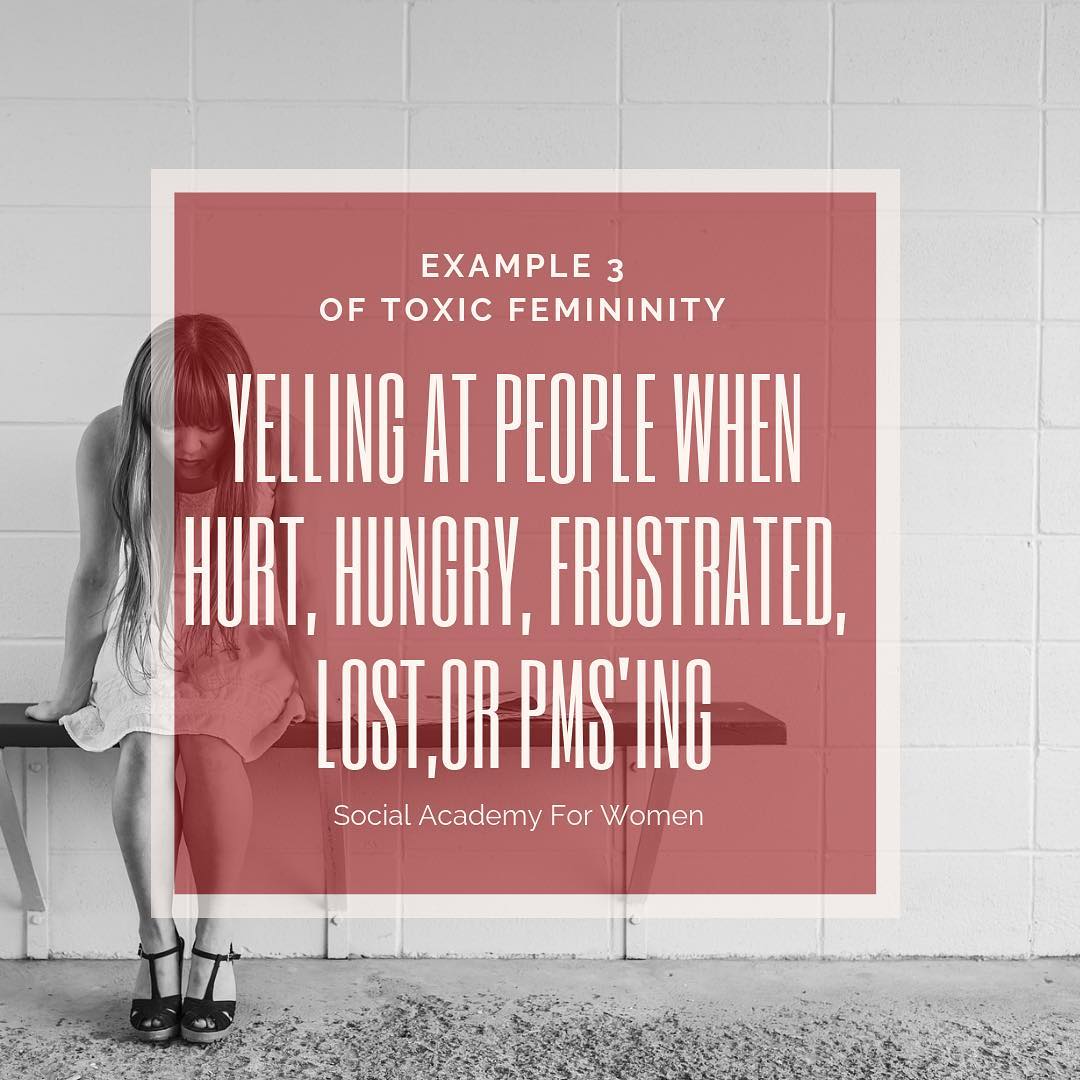 EXAMPLE 3
OF TOXIC FEMININITY
YELLING AT PEOPLE WHEN
HURT, HUNGRY, FRUSTRATED,
LOST,OR PMS'ING
Social Academy For Women